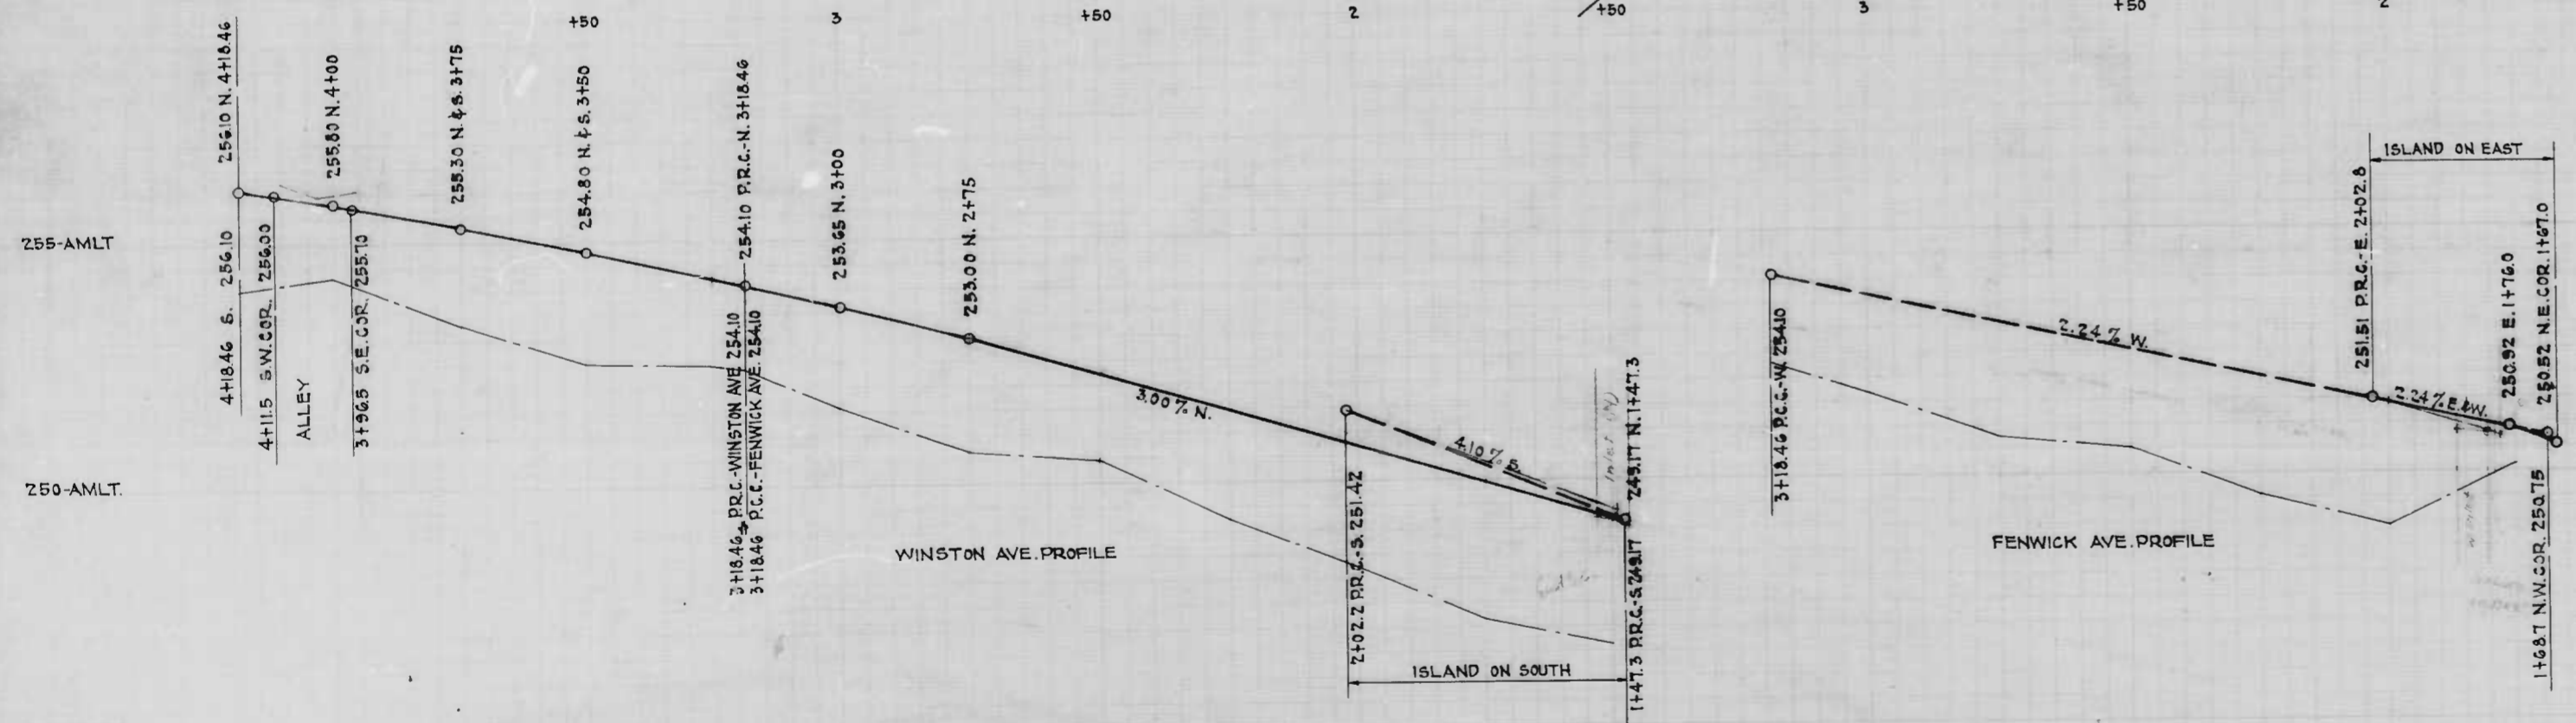 +50
3
+50
2
+50
3
+50
2
256.10 N. 4+18.46
255.80 N. 4+00
255.30 N. & S. 3+75
254.80 N. & S. 3+50
254.10 P.R.C.-N. 3+18.46
253.65 N. 3+00
253.00 N. 2+75
255-AMLT
250-AMLT.
4+18.46 S. 256.10
4+11.5 S.W.COR. 256.00
ALLEY
3+96.5 S.E.COR. 255.70
3+18.46 P.R.C.-WINSTON AVE. 254.10
3+18.46 P.C.C.-FENWICK AVE. 254.10
3.00% N.
4.10% S.
Inlet (N)
249.17 N. 1+47.3
2+02.2 P.R.C.-S. 251.42
1+47.3 P.R.C.-S. 249.17
WINSTON AVE. PROFILE
ISLAND ON SOUTH
3+18.46 P.C.C.-W. 254.10
2.24% W.
251.51 P.R.C.-E. 2+02.8
ISLAND ON EAST
2.24% E.&W.
250.92 E. 1+76.0
250.52 N.E.COR. 1+67.0
1+68.7 N.W.COR. 250.75
FENWICK AVE. PROFILE